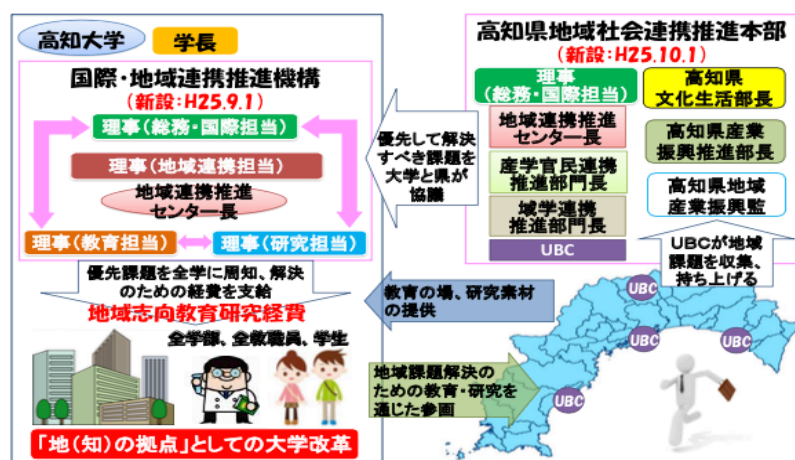 高知大学
学長
国際・地域連携推進機構
(新設:H25.9.1)
理事(総務・国際担当)
理事(地域連携担当)
地域連携推進
センター長
理事(教育担当)
理事(研究担当)
優先課題を全学に周知、解決
のための経費を支給
地域志向教育研究経費
全学部、全教職員、学生
「地(知)の拠点」としての大学改革
優先して解決
すべき課題を
大学と県が
協議
高知県地域社会連携推進本部
(新設:H25.10.1)
理事
(総務・国際担当)
地域連携推進
センター長
産学官民連携
推進部門長
域学連携
推進部門長
UBC
高知県
文化生活部長
高知県産業
振興推進部長
高知県地域
産業振興監
UBCが地域
課題を収集、
持ち上げる
教育の場、研究素材
の提供
地域課題解決の
ための教育・研究を
通じた参画
UBC
UBC
UBC
UBC